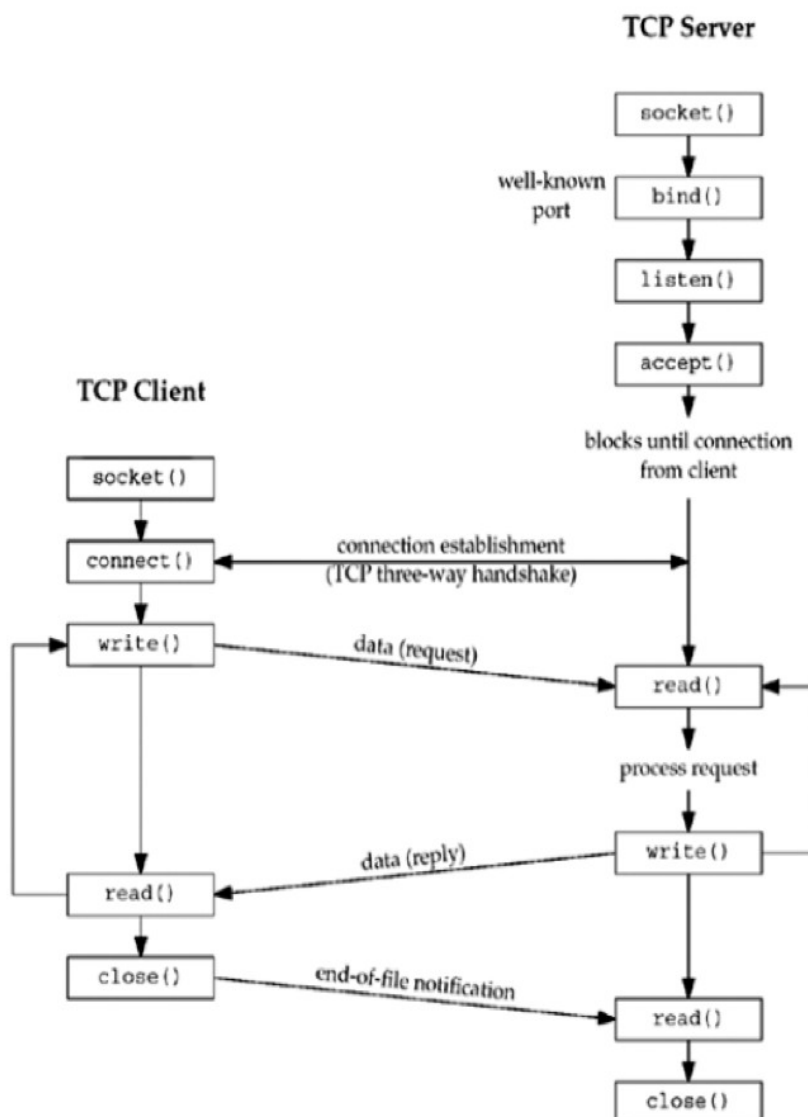 TCP Server
socket()
well-known
port
bind()
listen()
accept()
TCP Client
blocks until connection
from client
socket()
connect()
connection establishment
(TCP three-way handshake)
write()
data (request)
read()
process request
write()
data (reply)
read()
close()
end-of-file notification
read()
close()